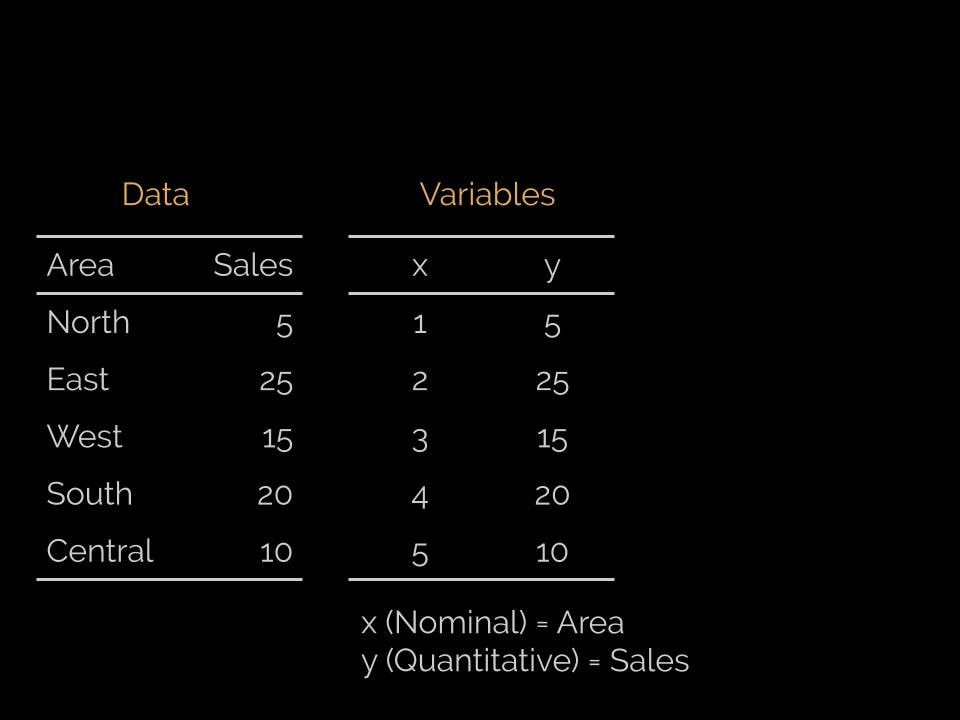 Data Variables
Area Sales x y
North 5 1 5
East 25 2 25
West 15 3 15
South 20 4 20
Central 10 5 10
x (Nominal) = Area
y (Quantitative) = Sales